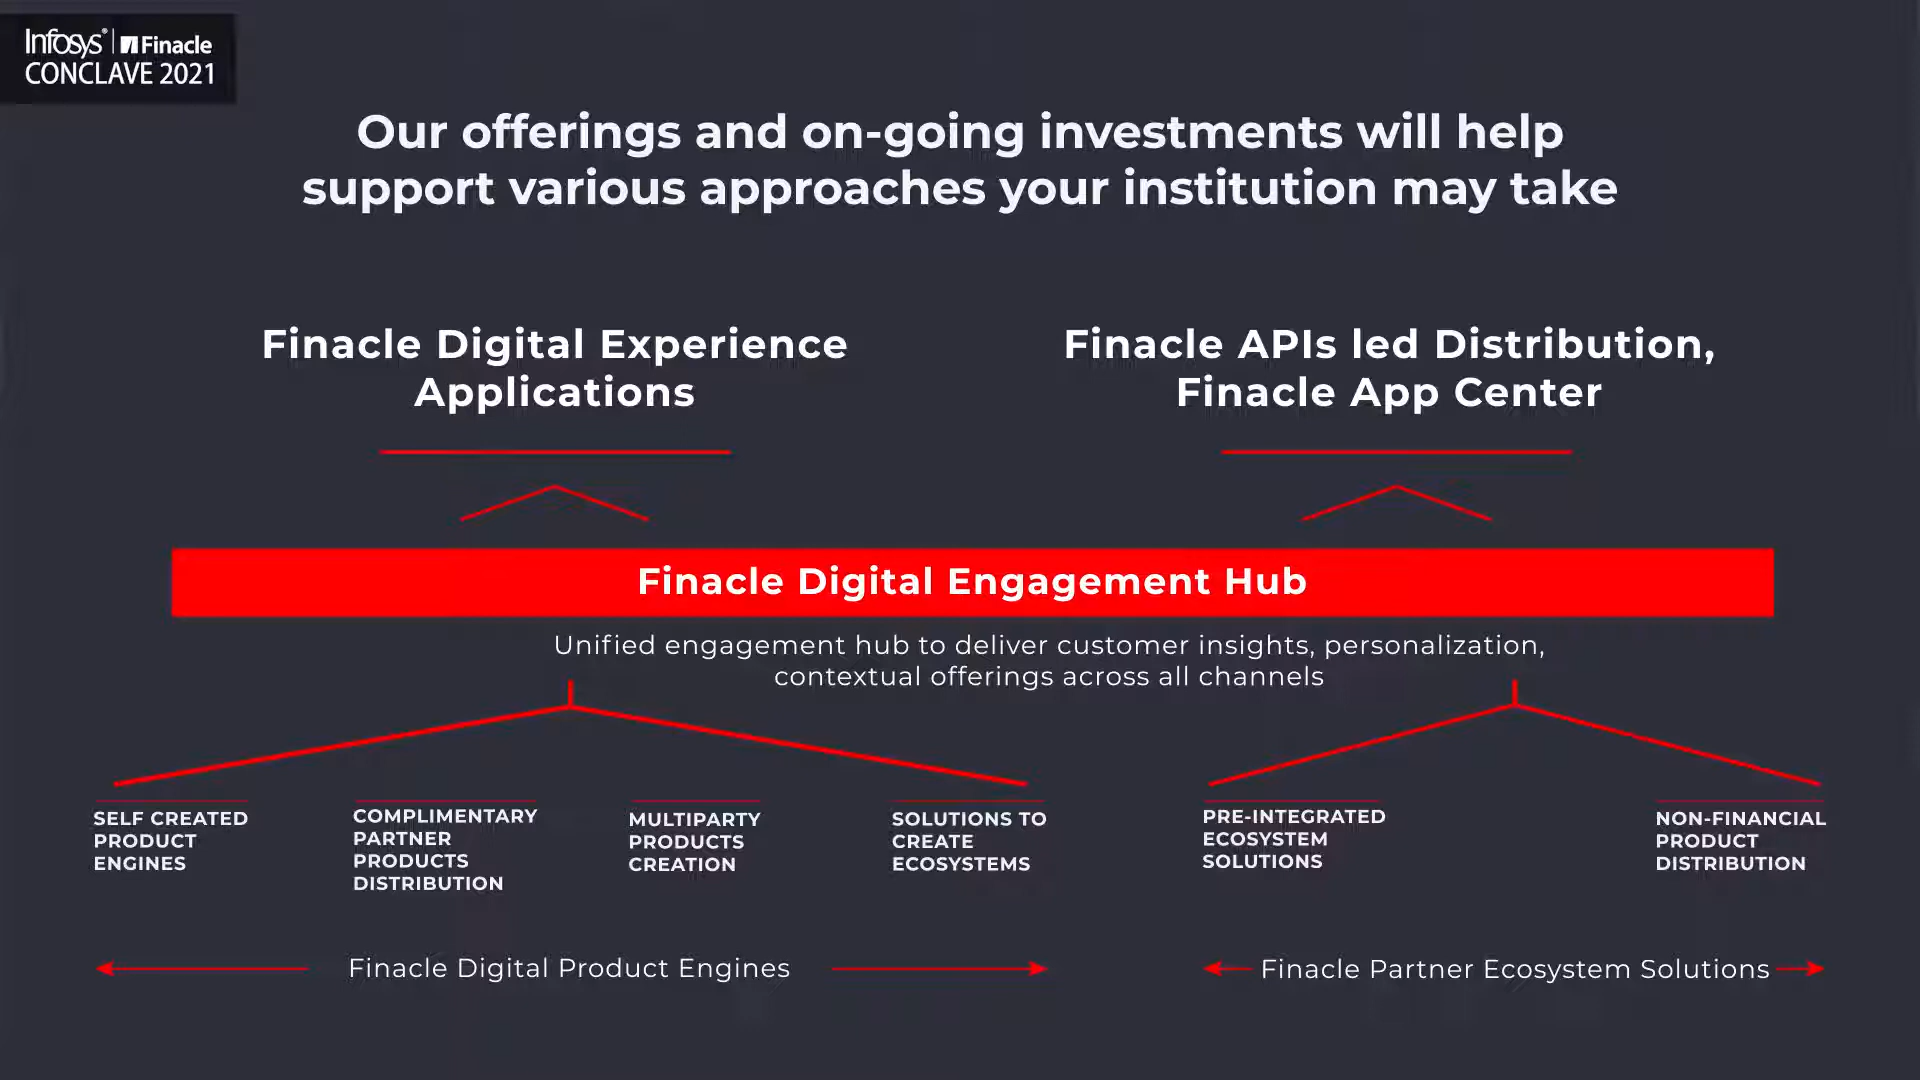 Infosys® | Finacle
CONCLAVE 2021
Our offerings and on-going investments will help
support various approaches your institution may take
Finacle Digital Experience
Applications
Finacle APIs led Distribution,
Finacle App Center
Finacle Digital Engagement Hub
Unified engagement hub to deliver customer insights, personalization,
contextual offerings across all channels
SELF CREATED
PRODUCT
ENGINES
COMPLIMENTARY
PARTNER
PRODUCTS
DISTRIBUTION
MULTIPARTY
PRODUCTS
CREATION
SOLUTIONS TO
CREATE
ECOSYSTEMS
PRE-INTEGRATED
ECOSYSTEM
SOLUTIONS
NON-FINANCIAL
PRODUCT
DISTRIBUTION
Finacle Digital Product Engines
Finacle Partner Ecosystem Solutions